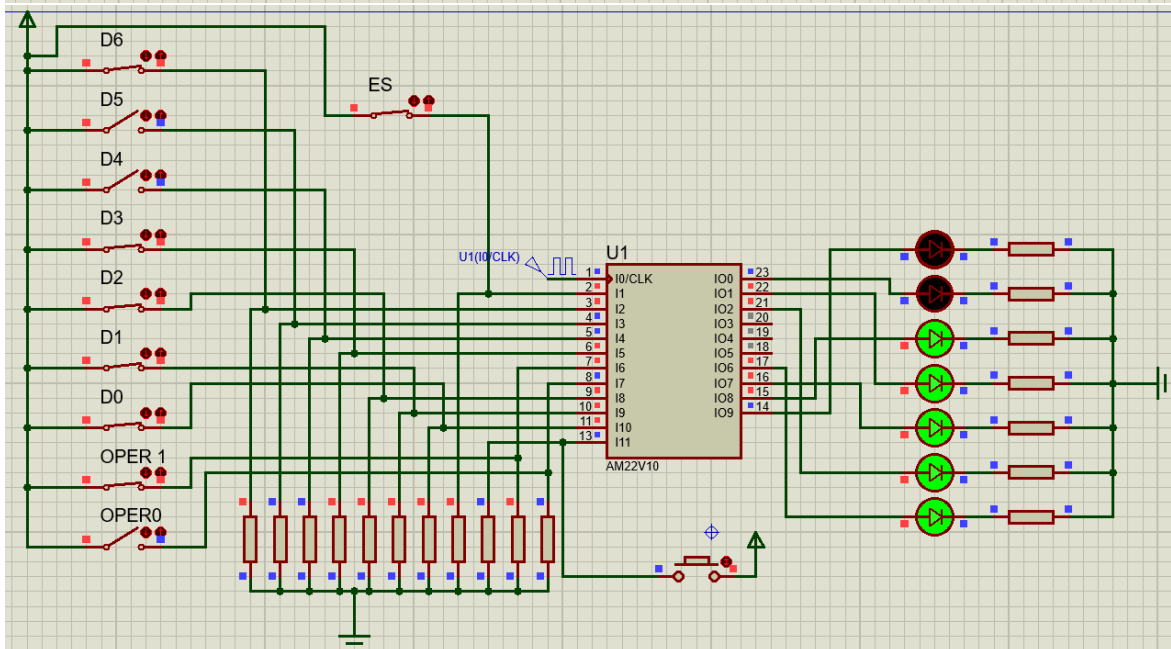 D6
D5
D4
D3
D2
D1
D0
OPER 1
OPER0
ES
U1(I0/CLK)
U1
1 I0/CLK IO0 23
2 I1 IO1 22
3 I2 IO2 21
4 I3 IO3 20
5 I4 IO4 19
6 I5 IO5 18
7 I6 IO6 17
8 I7 IO7 16
9 I8 IO8 15
10 I9 IO9 14
11 I10
13 I11
AM22V10